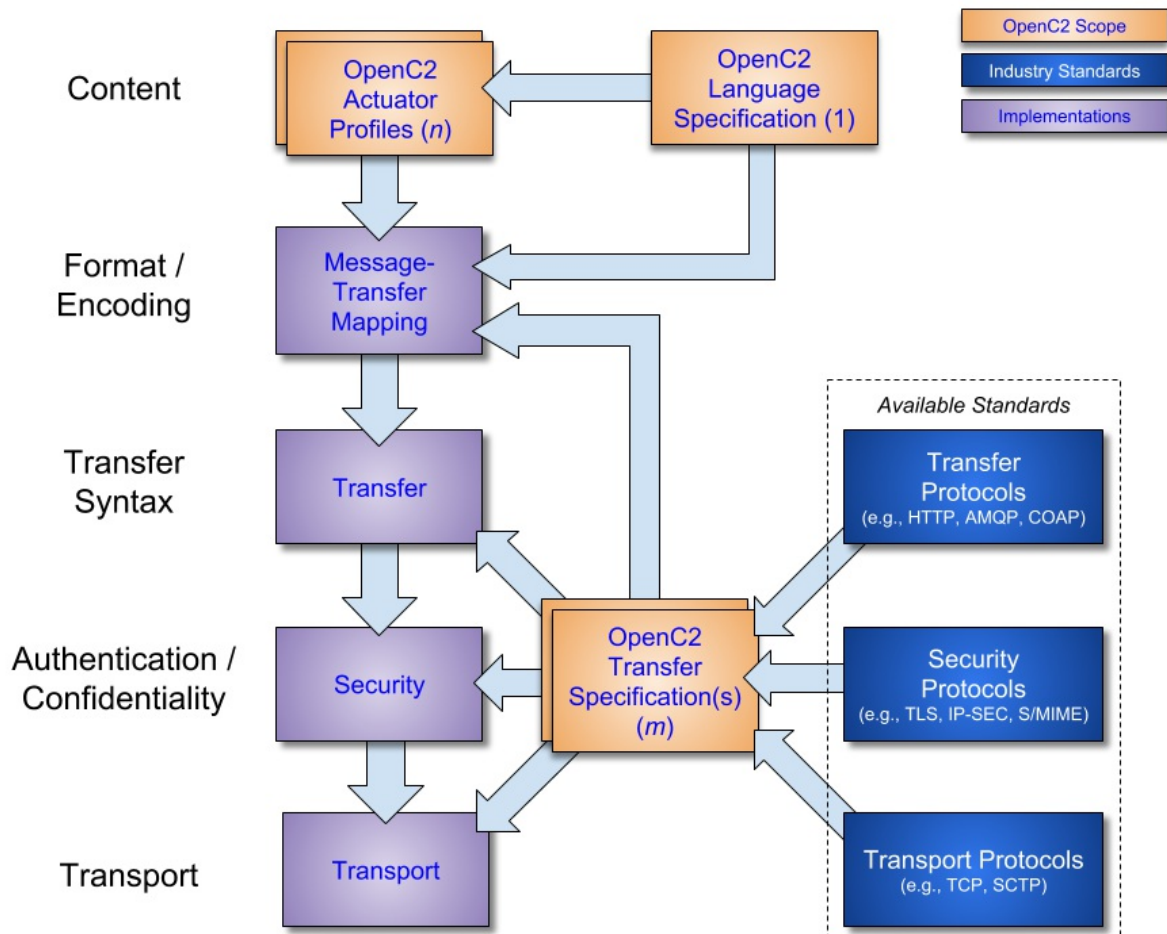 OpenC2 Scope
Industry Standards
Implementations
Content
OpenC2
Actuator
Profiles (n)
OpenC2
Language
Specification (1)
Format /
Encoding
Message-
Transfer
Mapping
Transfer
Syntax
Transfer
Available Standards
Transfer
Protocols
(e.g., HTTP, AMQP, COAP)
Authentication /
Confidentiality
Security
OpenC2
Transfer
Specification(s)
(m)
Security
Protocols
(e.g., TLS, IP-SEC, S/MIME)
Transport
Transport
Transport Protocols
(e.g., TCP, SCTP)